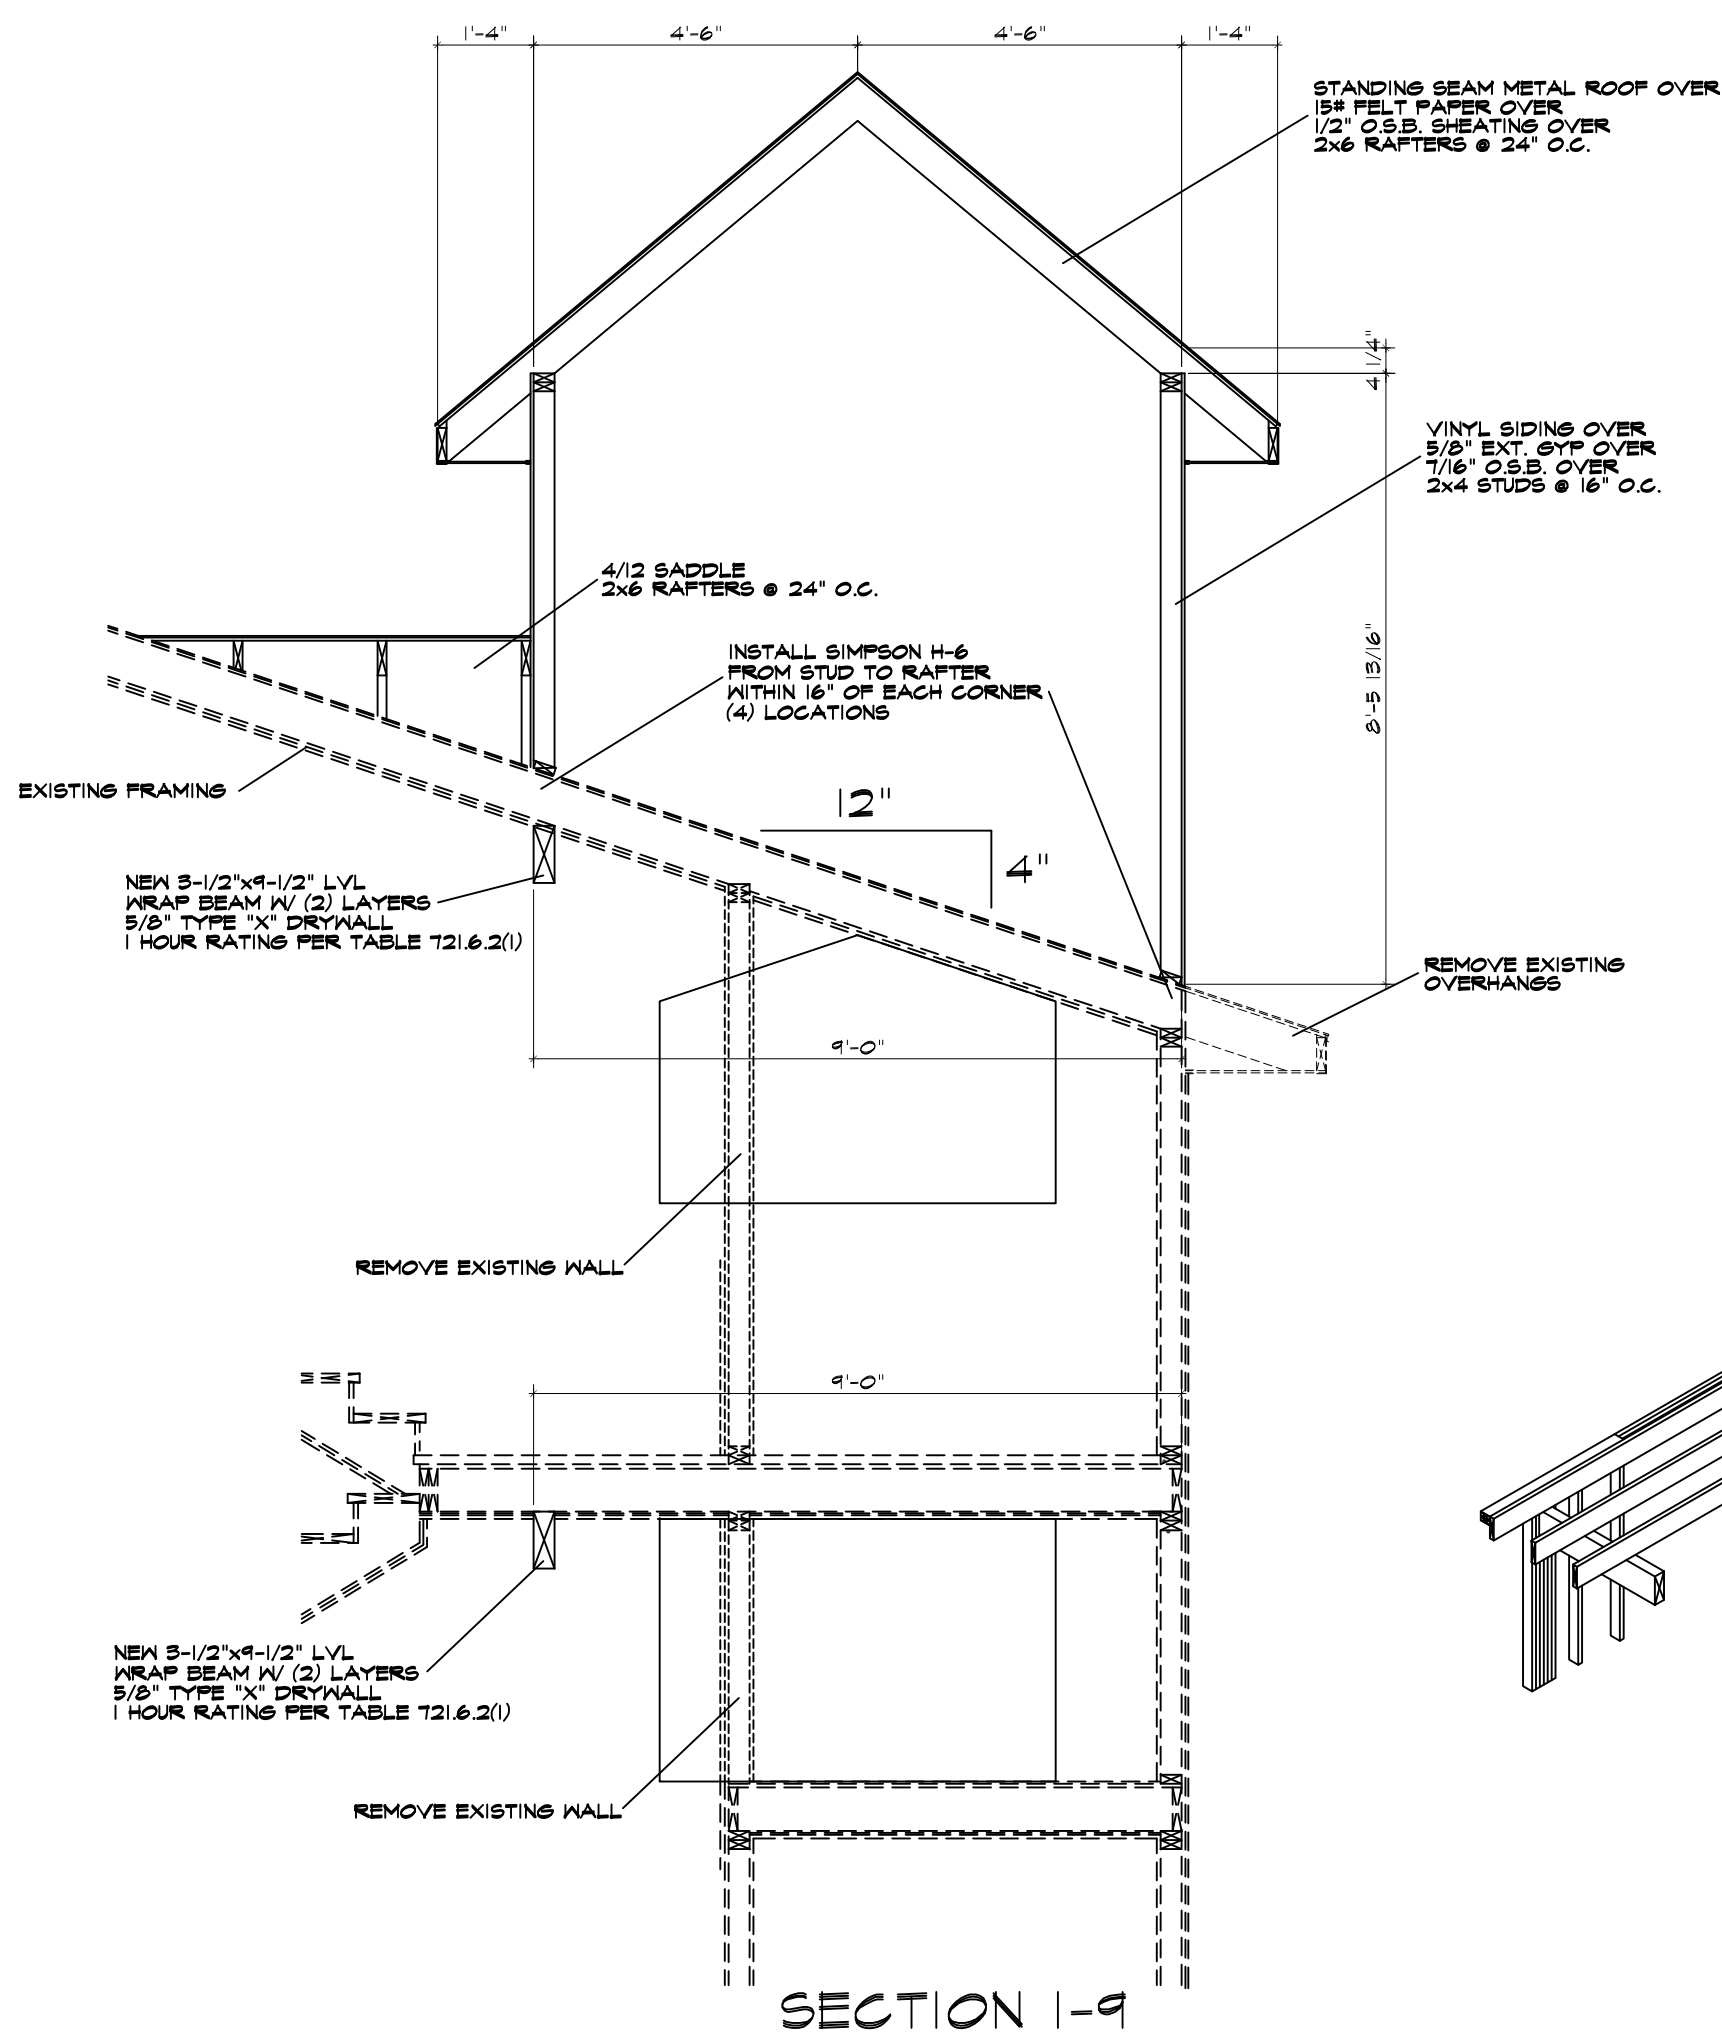 1'-4"
4'-6"
4'-6"
1'-4"
STANDING SEAM METAL ROOF OVER
15# FELT PAPER OVER
1/2" O.S.B. SHEATING OVER
2x6 RAFTERS @ 24" O.C.
4 1/4"
VINYL SIDING OVER
5/8" EXT. GYP OVER
7/16" O.S.B. OVER
2x4 STUDS @ 16" O.C.
4/12 SADDLE
2x6 RAFTERS @ 24" O.C.
INSTALL SIMPSON H-6
FROM STUD TO RAFTER
WITHIN 16" OF EACH CORNER
(4) LOCATIONS
8'-5 13/16"
EXISTING FRAMING
12"
4"
NEW 3-1/2"x9-1/2" LVL
WRAP BEAM W/ (2) LAYERS
5/8" TYPE "X" DRYWALL
1 HOUR RATING PER TABLE 721.6.2(1)
REMOVE EXISTING
OVERHANGS
9'-0"
REMOVE EXISTING WALL
9'-0"
NEW 3-1/2"x9-1/2" LVL
WRAP BEAM W/ (2) LAYERS
5/8" TYPE "X" DRYWALL
1 HOUR RATING PER TABLE 721.6.2(1)
REMOVE EXISTING WALL
SECTION 1-9